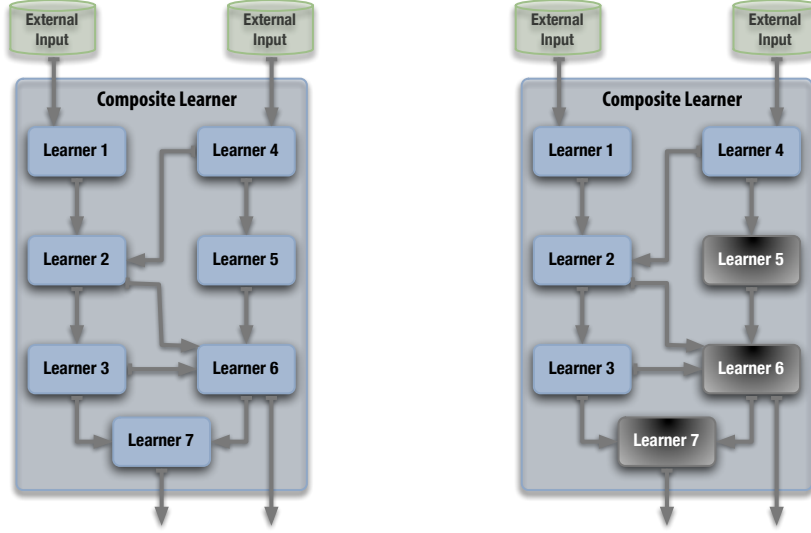 External
Input
External
Input
Composite Learner
Learner 1
Learner 4
Learner 2
Learner 5
Learner 3
Learner 6
Learner 7
External
Input
External
Input
Composite Learner
Learner 1
Learner 4
Learner 2
Learner 5
Learner 3
Learner 6
Learner 7